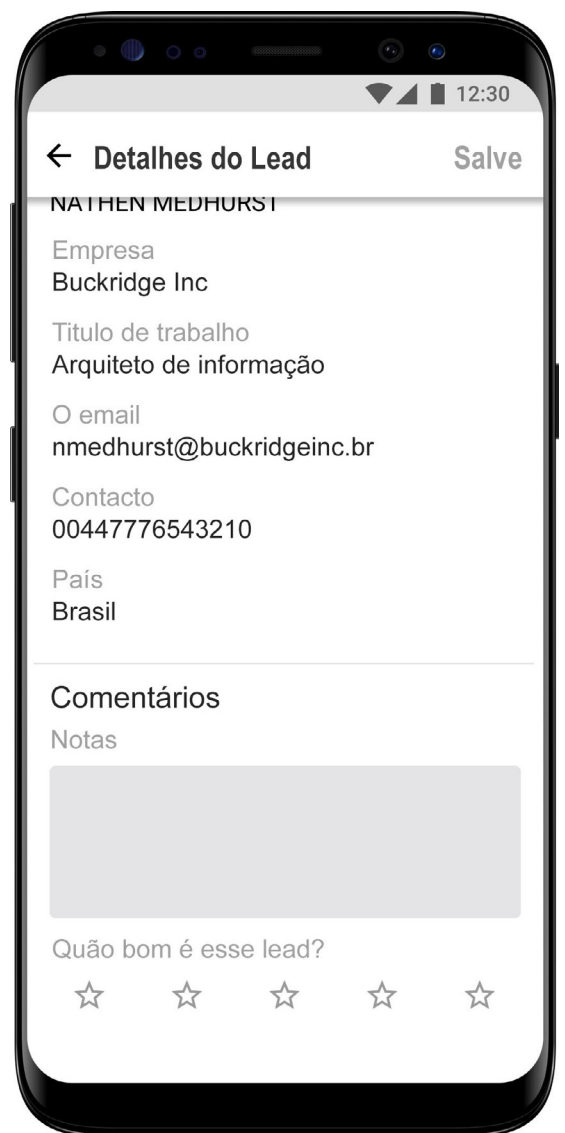 12:30
Detalhes do Lead Salve
NATHEN MEDHURST
Empresa
Buckridge Inc
Titulo de trabalho
Arquiteto de informação
O email
nmedhurst@buckridgeinc.br
Contacto
00447776543210
País
Brasil
Comentários
Notas
Quão bom é esse lead?